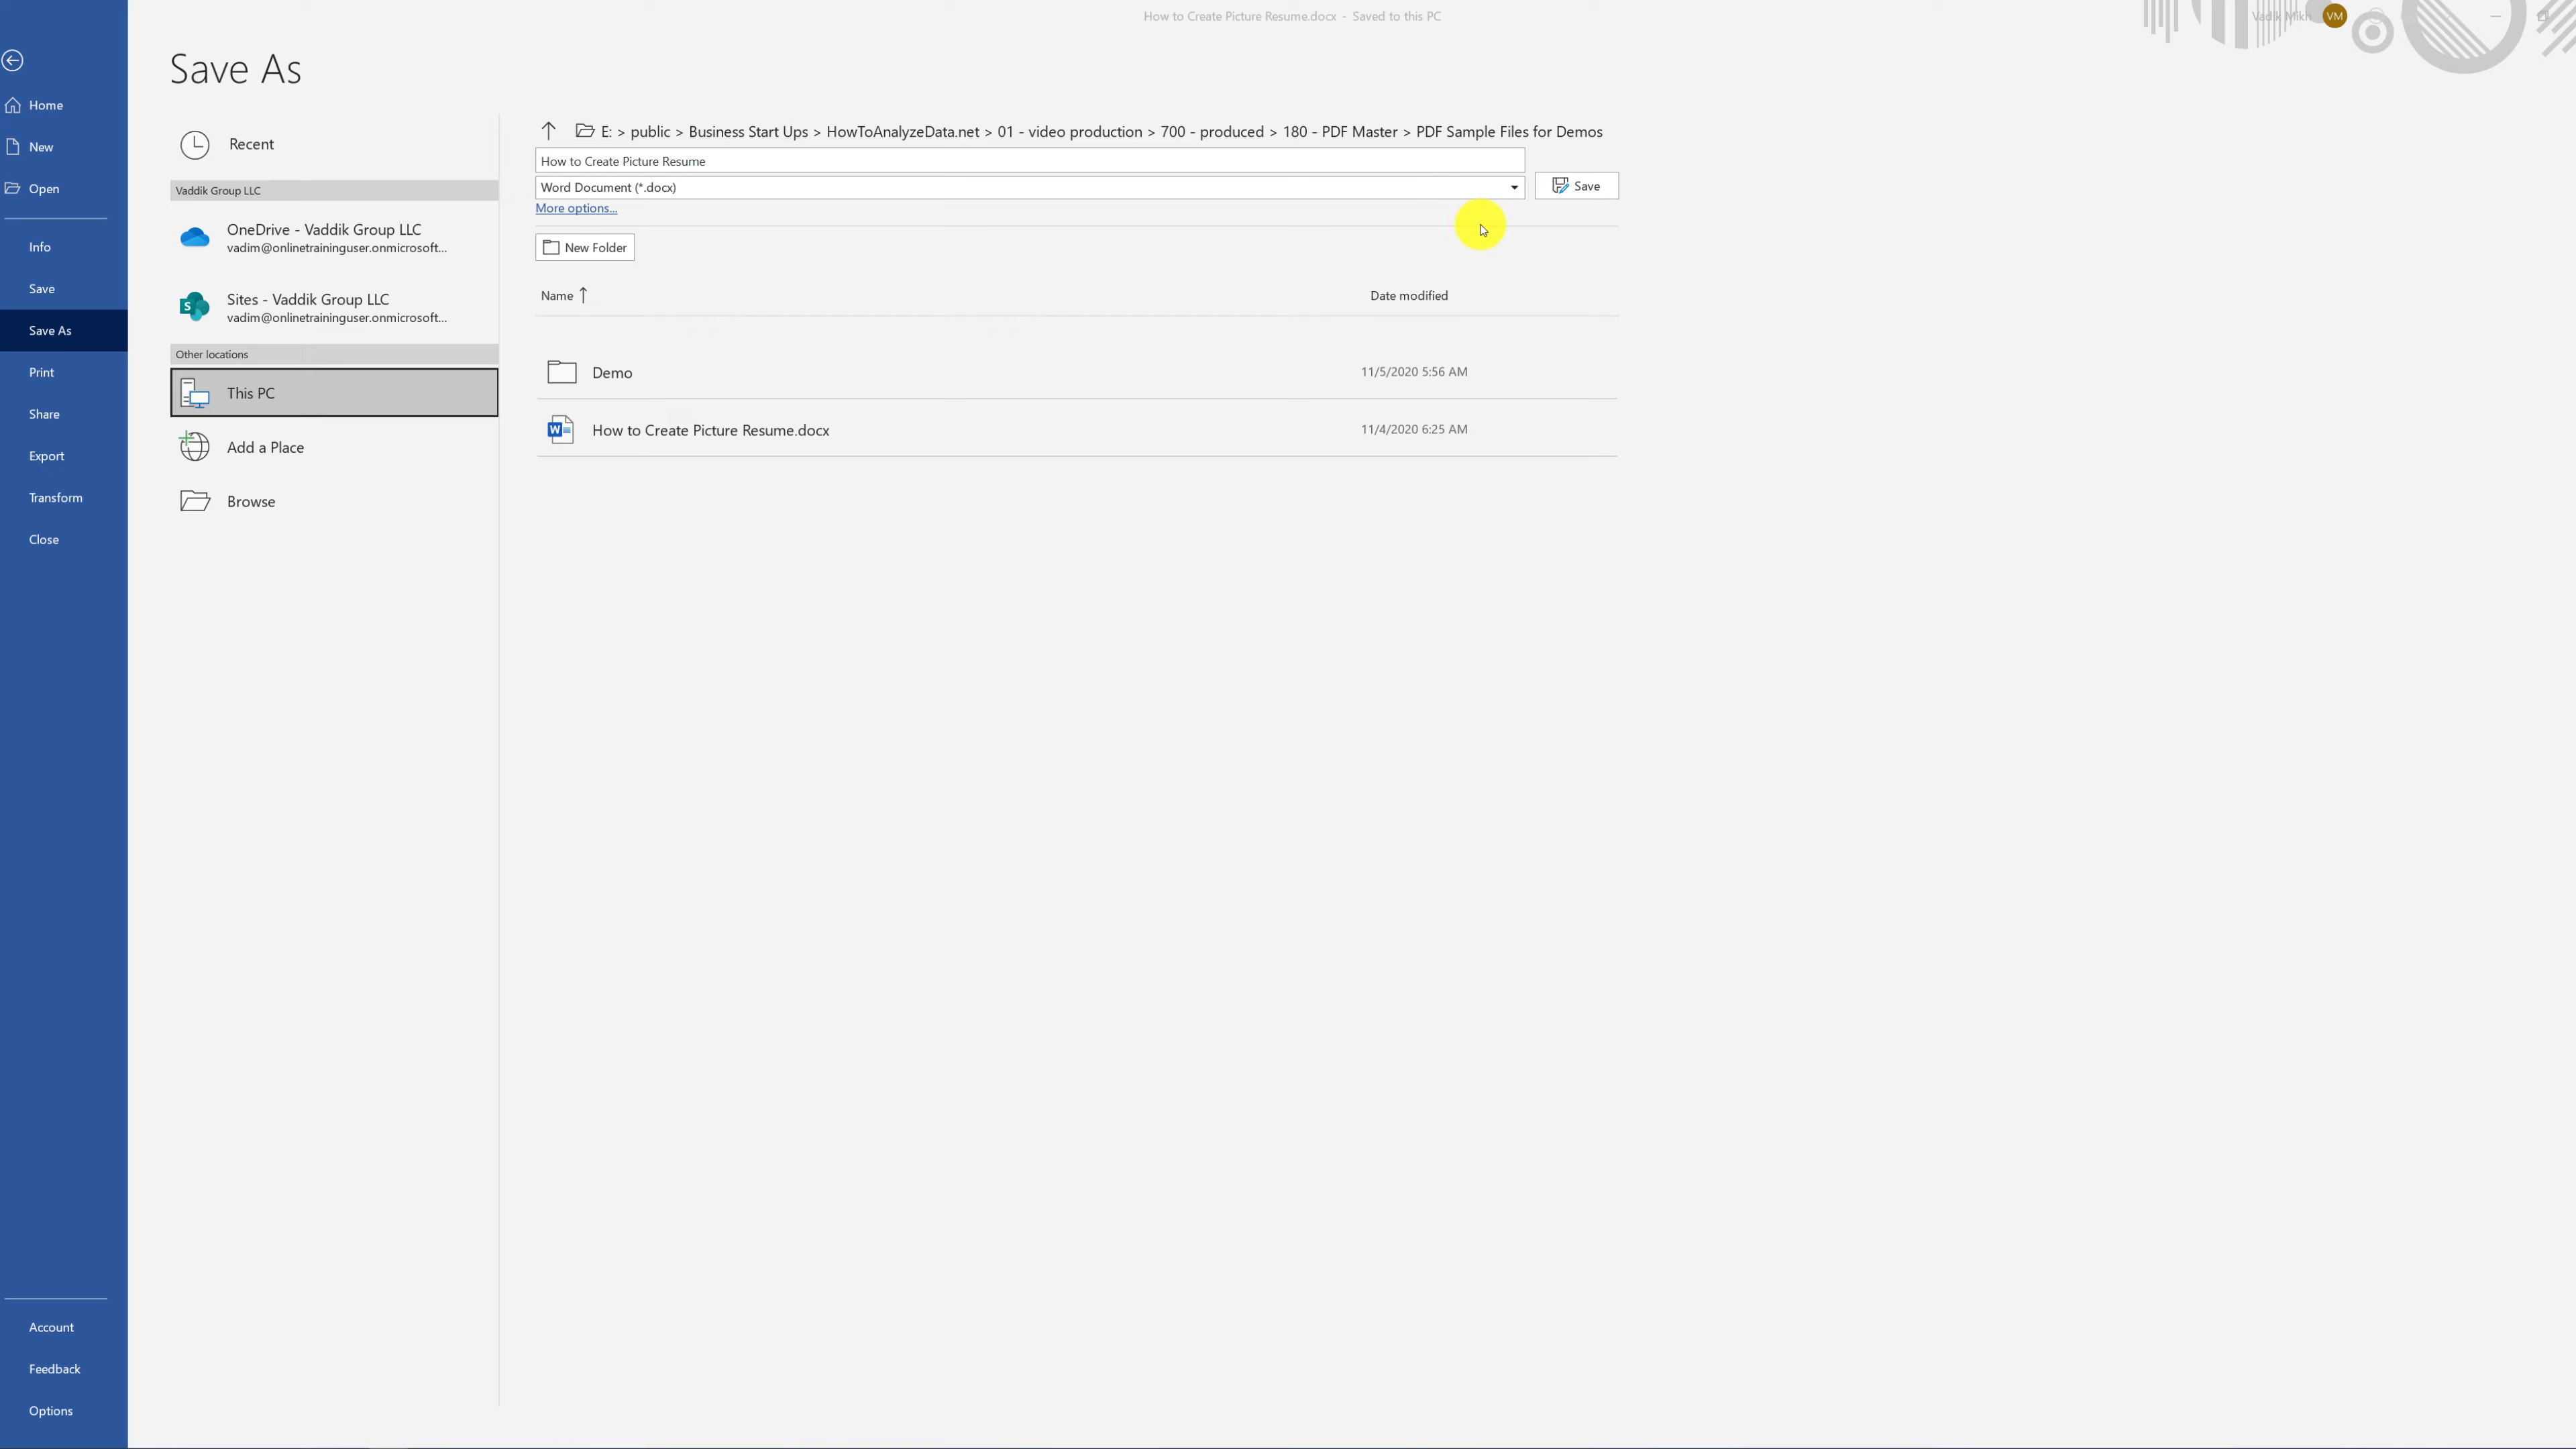 How to Create Picture Resume.docx - Saved to this PC
VM
Save As
Home
New
Open
Info
Save
Save As
Print
Share
Export
Transform
Close
Account
Feedback
Options
Recent
Vaddik Group LLC
OneDrive - Vaddik Group LLC
vadim@onlinetraininguser.onmicrosoft...
Sites - Vaddik Group LLC
vadim@onlinetraininguser.onmicrosoft...
Other locations
This PC
Add a Place
Browse
E: > public > Business Start Ups > HowToAnalyzeData.net > 01 - video production > 700 - produced > 180 - PDF Master > PDF Sample Files for Demos
How to Create Picture Resume
Word Document (*.docx)
Save
More options...
New Folder
Name Date modified
Demo 11/5/2020 5:56 AM
W How to Create Picture Resume.docx 11/4/2020 6:25 AM